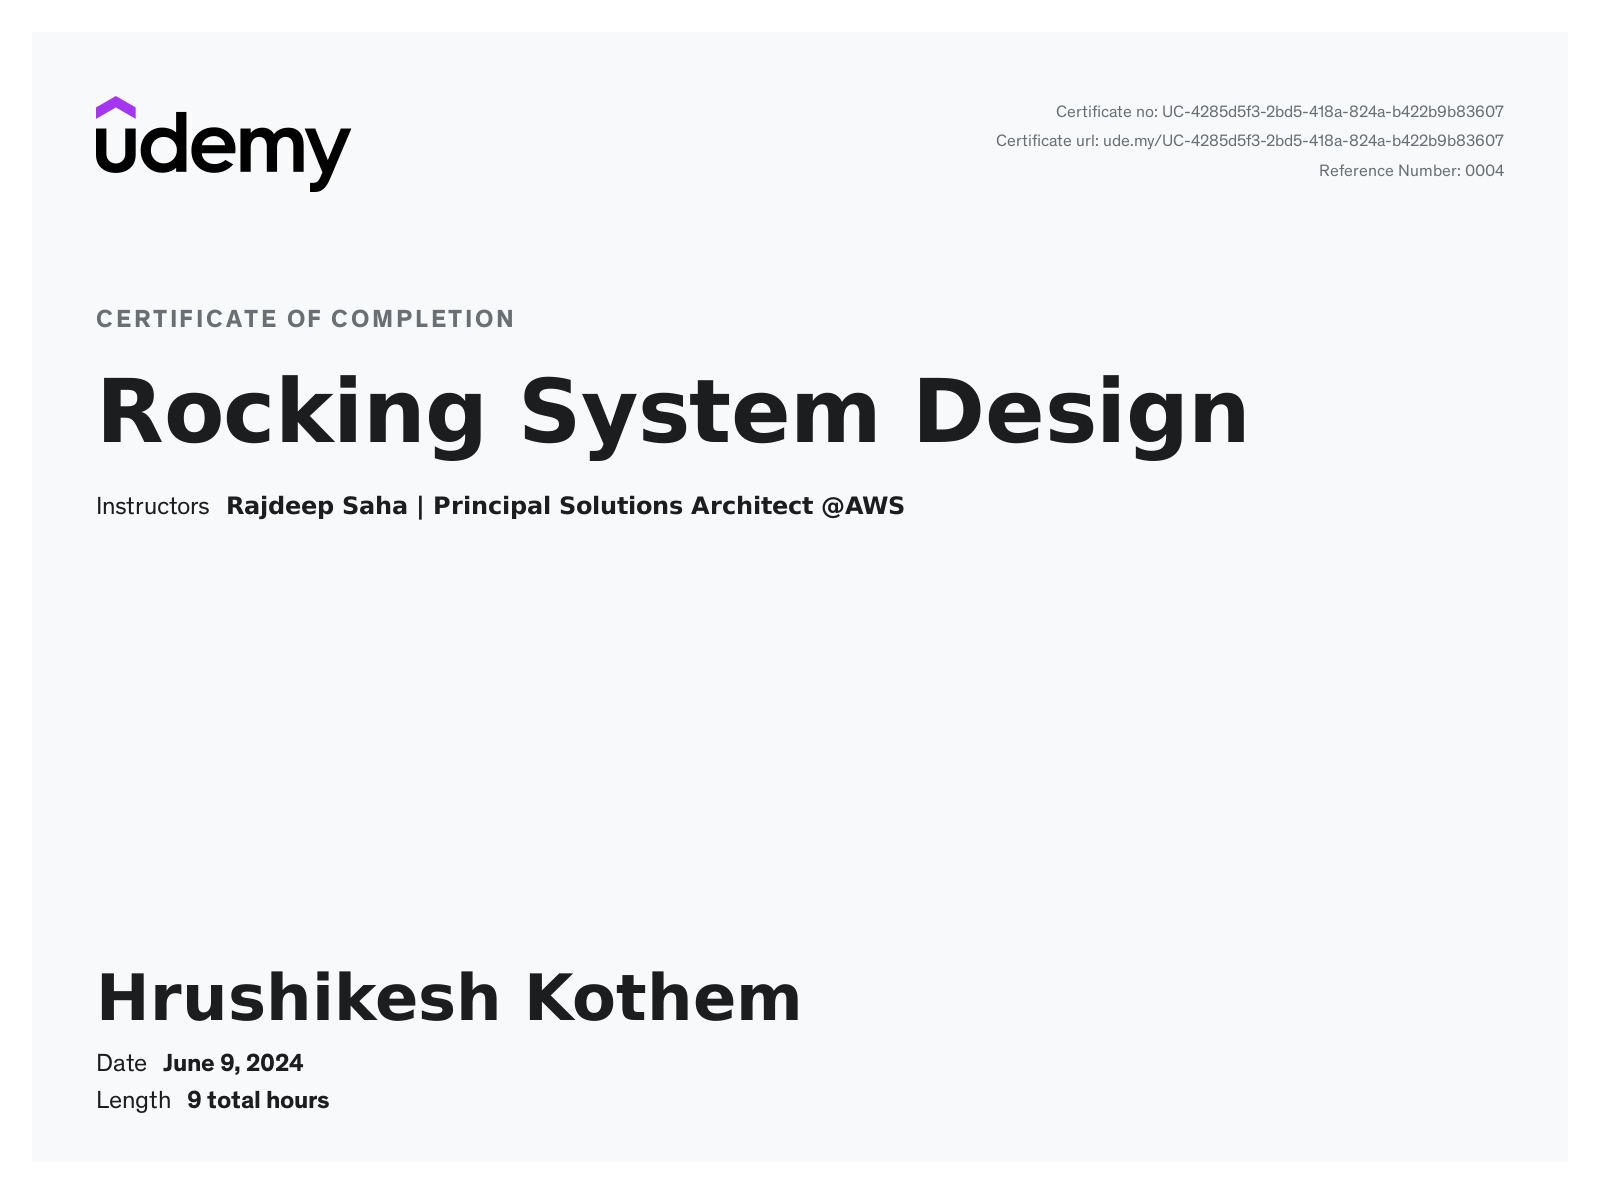 udemy
Certificate no: UC-4285d5f3-2bd5-418a-824a-b422b9b83607
Certificate url: ude.my/UC-4285d5f3-2bd5-418a-824a-b422b9b83607
Reference Number: 0004
CERTIFICATE OF COMPLETION
Rocking System Design
Instructors Rajdeep Saha | Principal Solutions Architect @AWS
Hrushikesh Kothem
Date June 9, 2024
Length 9 total hours